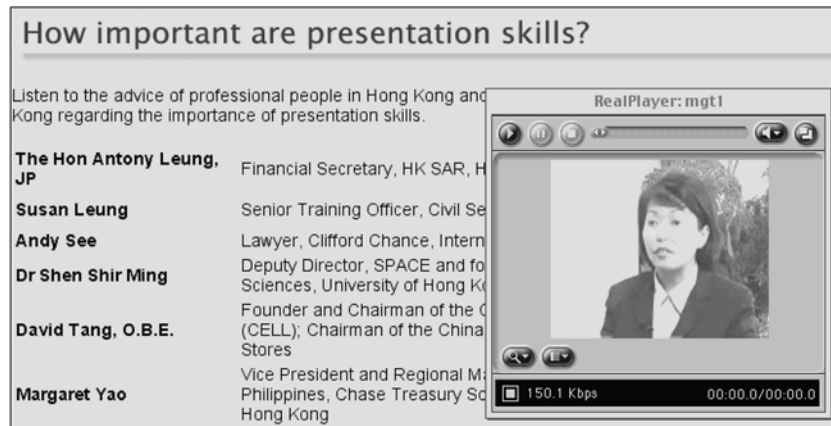 How important are presentation skills?
Listen to the advice of professional people in Hong Kong and
Kong regarding the importance of presentation skills.
The Hon Antony Leung,
JP
Financial Secretary, HK SAR, H
Susan Leung
Senior Training Officer, Civil Se
Andy See
Lawyer, Clifford Chance, Intern
Dr Shen Shir Ming
Deputy Director, SPACE and fo
Sciences, University of Hong Ko
David Tang, O.B.E.
Founder and Chairman of the C
(CELL); Chairman of the China
Stores
Margaret Yao
Vice President and Regional Ma
Philippines, Chase Treasury So
Hong Kong
RealPlayer: mgt1
150.1 Kbps
00:00.0/00:00.0